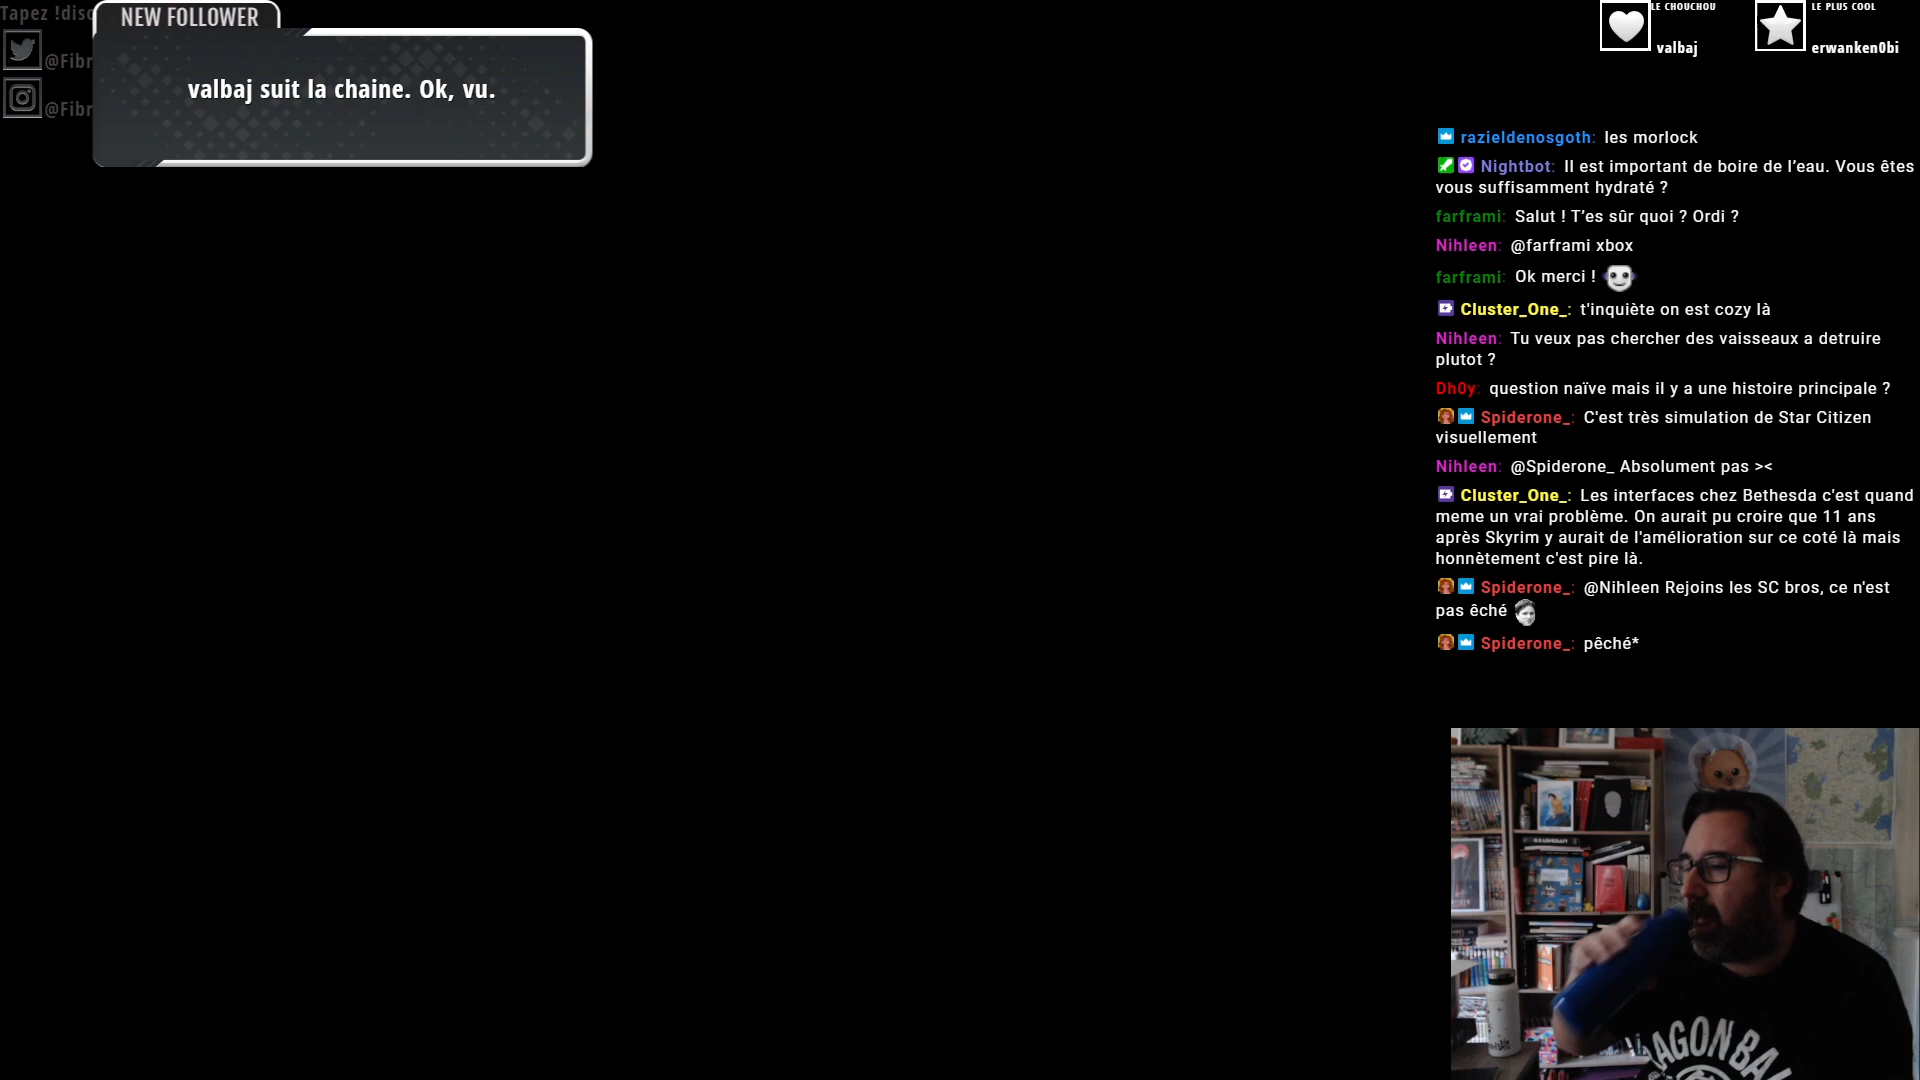 Tapez !disc
NEW FOLLOWER
@Fibr
@Fibr
valbaj suit la chaine. Ok, vu.
LE CHOUCHOU
valbaj
LE PLUS COOL
erwanken0bi
razieldenosgoth: les morlock
Nightbot: Il est important de boire de l’eau. Vous êtes
vous suffisamment hydraté ?
farframi: Salut ! T’es sûr quoi ? Ordi ?
Nihleen: @farframi xbox
farframi: Ok merci !
Cluster_One_: t'inquiète on est cozy là
Nihleen: Tu veux pas chercher des vaisseaux a detruire
plutot ?
Dh0y: question naïve mais il y a une histoire principale ?
Spiderone_: C'est très simulation de Star Citizen
visuellement
Nihleen: @Spiderone_ Absolument pas ><
Cluster_One_: Les interfaces chez Bethesda c'est quand
meme un vrai problème. On aurait pu croire que 11 ans
après Skyrim y aurait de l'amélioration sur ce coté là mais
honnètement c'est pire là.
Spiderone_: @Nihleen Rejoins les SC bros, ce n'est
pas êché
Spiderone_: pêché*